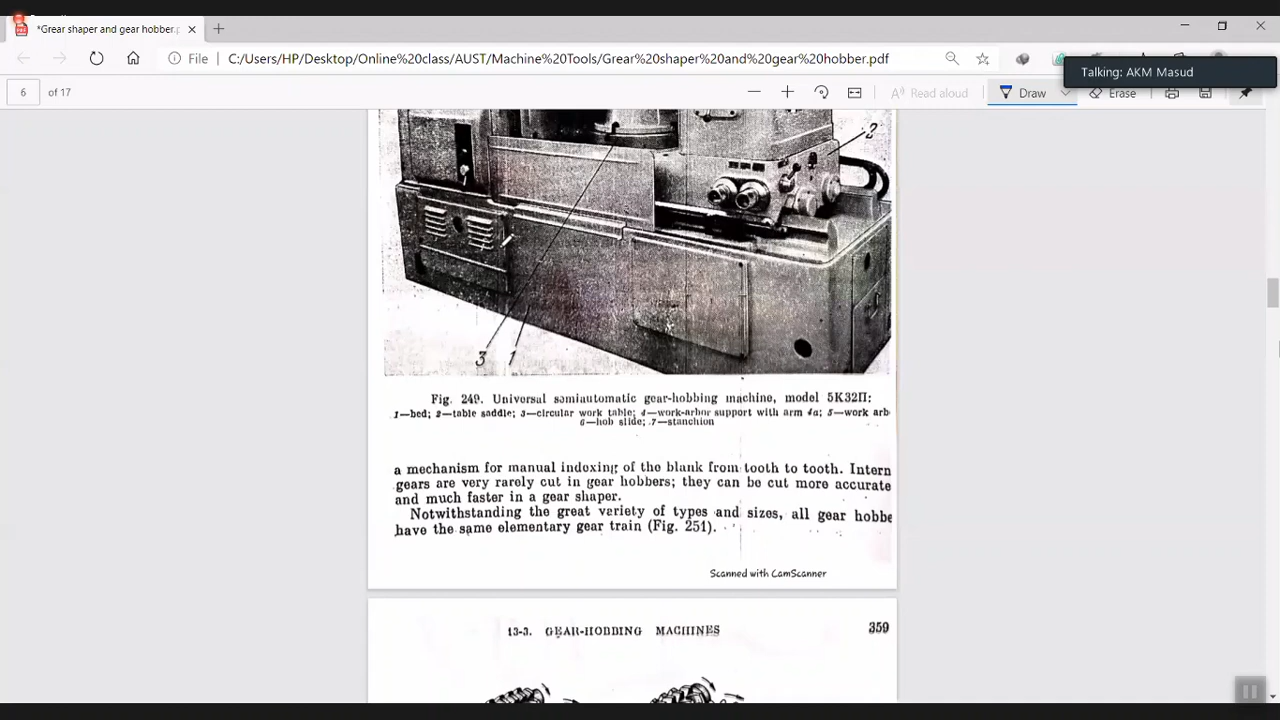 *Grear shaper and gear hobber.p
File C:/Users/HP/Desktop/Online%20class/AUST/Machine%20Tools/Grear%20shaper%20and%20gear%20hobber.pdf
Talking: AKM Masud
6 of 17 Read aloud Draw Erase
2
3 1
Fig. 249. Universal semiautomatic gear-hobbing machine, model 5К32П:
1—bed; 2—table saddle; 3—circular work table; 4—work-arbor support with arm 4a; 5—work arb
6—hob slide; 7—stanchion
a mechanism for manual indexing of the blank from tooth to tooth. Intern
gears are very rarely cut in gear hobbers; they can be cut more accurate
and much faster in a gear shaper.
Notwithstanding the great variety of types and sizes, all gear hobbe
have the same elementary gear train (Fig. 251).
Scanned with CamScanner
13-3. GEAR-HOBBING MACHINES 359